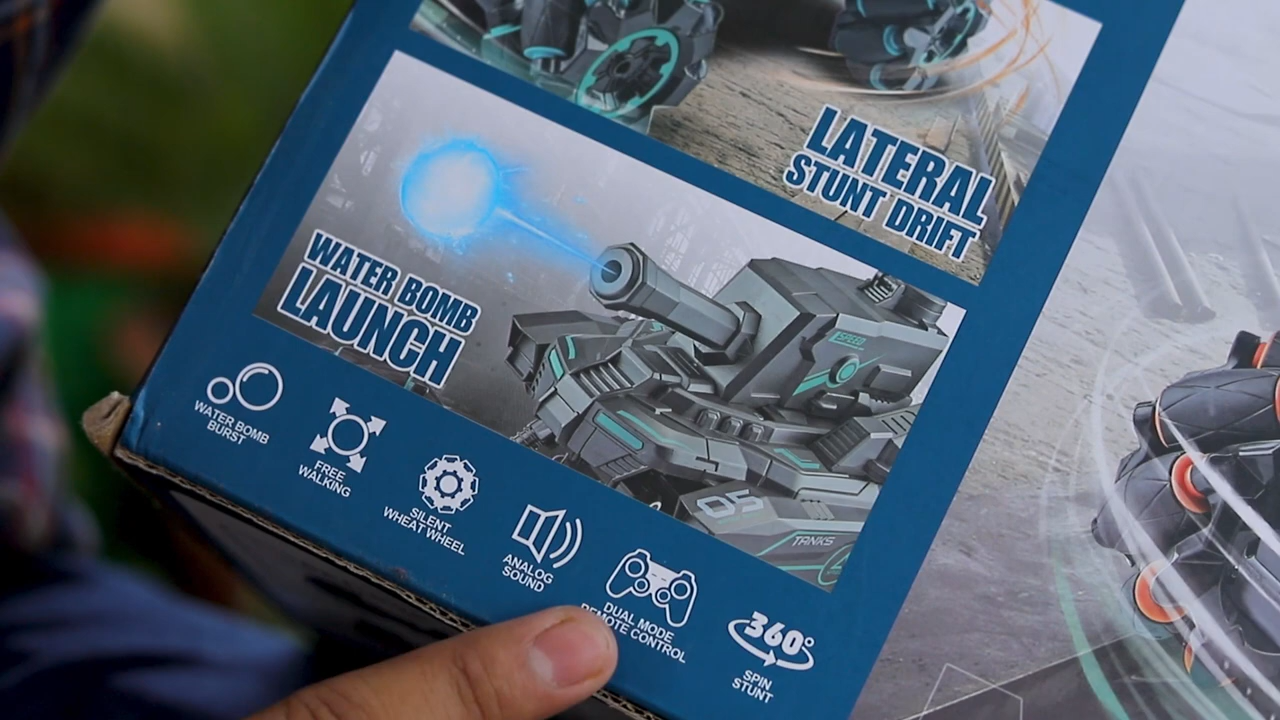 LATERAL
STUNT DRIFT
WATER BOMB
LAUNCH
SPEED
05
TANKS
WATER BOMB
BURST
FREE
WALKING
SILENT
WHEAT WHEEL
ANALOG
SOUND
DUAL MODE
REMOTE CONTROL
360°
SPIN
STUNT